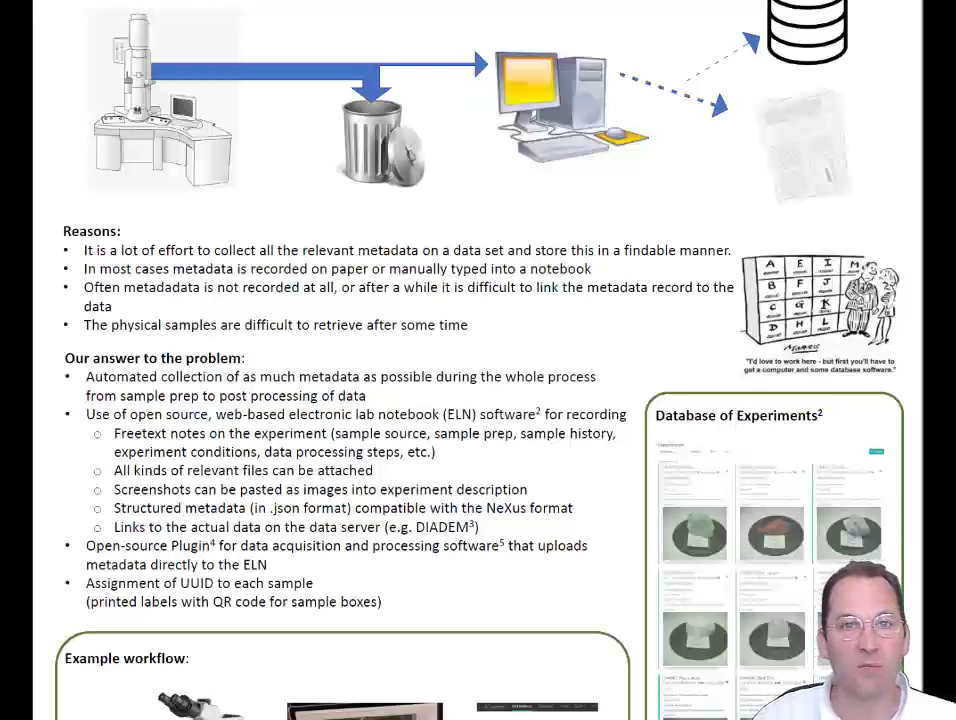 Reasons:
• It is a lot of effort to collect all the relevant metadata on a data set and store this in a findable manner.
• In most cases metadata is recorded on paper or manually typed into a notebook
• Often metadadata is not recorded at all, or after a while it is difficult to link the metadata record to the
data
• The physical samples are difficult to retrieve after some time
A E I M
B F J
C G K
D H L
"I'd love to work here - but first you'll have to
get a computer and some database software."
Our answer to the problem:
• Automated collection of as much metadata as possible during the whole process
from sample prep to post processing of data
• Use of open source, web-based electronic lab notebook (ELN) software² for recording
○ Freetext notes on the experiment (sample source, sample prep, sample history,
experiment conditions, data processing steps, etc.)
○ All kinds of relevant files can be attached
○ Screenshots can be pasted as images into experiment description
○ Structured metadata (in .json format) compatible with the NeXus format
○ Links to the actual data on the data server (e.g. DIADEM³)
• Open-source Plugin⁴ for data acquisition and processing software⁵ that uploads
metadata directly to the ELN
• Assignment of UUID to each sample
(printed labels with QR code for sample boxes)
Database of Experiments²
Example workflow: